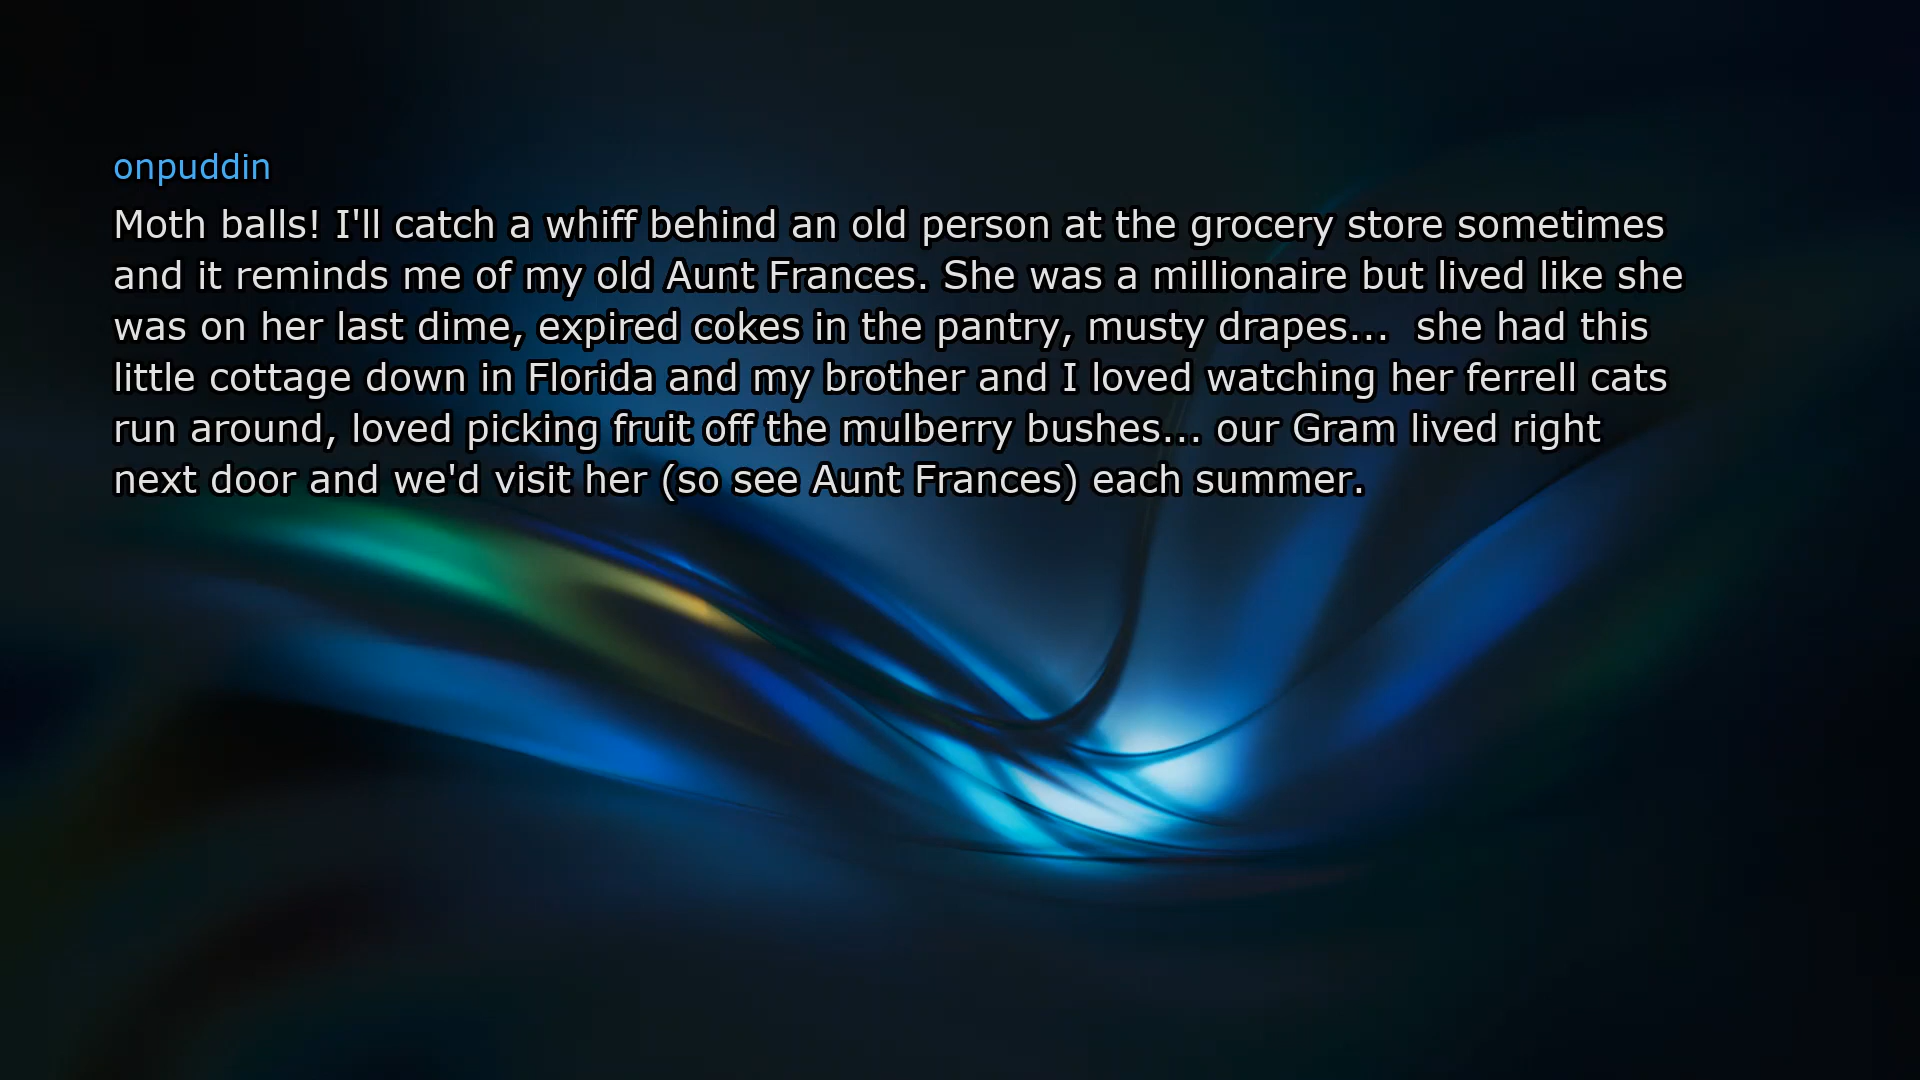 onpuddin
Moth balls! I'll catch a whiff behind an old person at the grocery store sometimes
and it reminds me of my old Aunt Frances. She was a millionaire but lived like she
was on her last dime, expired cokes in the pantry, musty drapes...  she had this
little cottage down in Florida and my brother and I loved watching her ferrell cats
run around, loved picking fruit off the mulberry bushes... our Gram lived right
next door and we'd visit her (so see Aunt Frances) each summer.